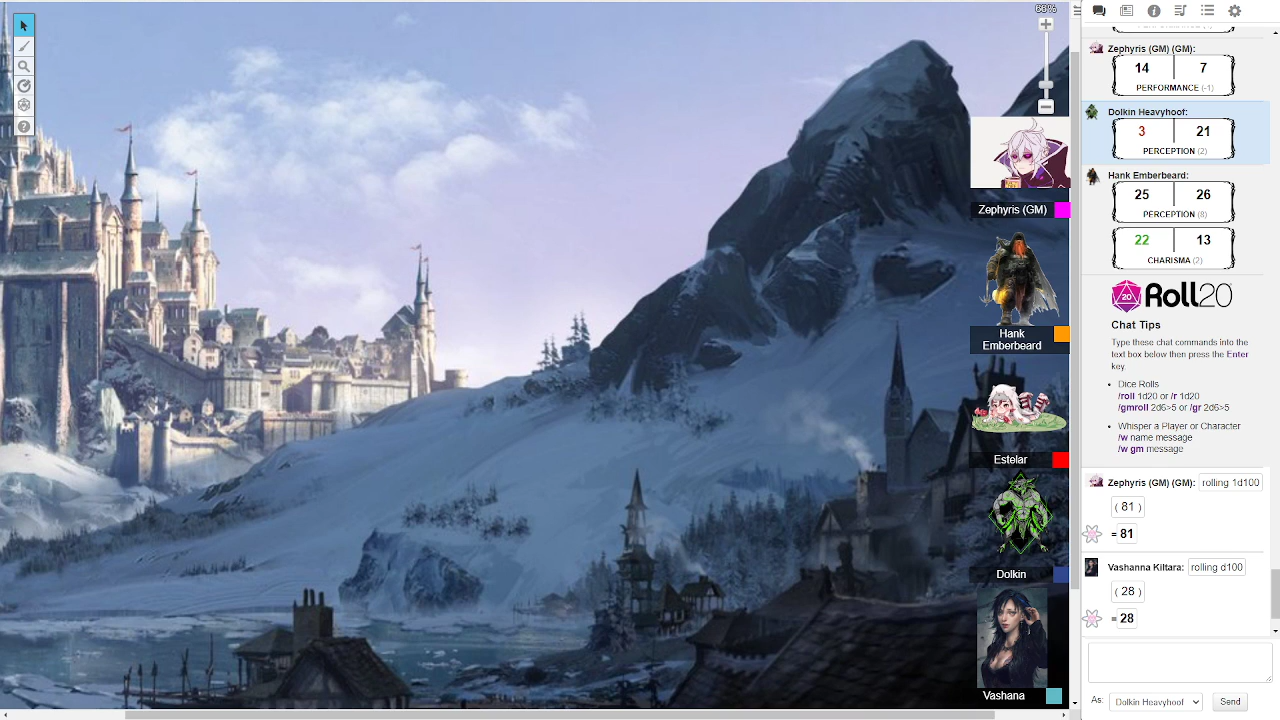 66%
Zephyris (GM)
Hank
Emberbeard
Estelar
Dolkin
Vashana
Zephyris (GM) (GM):
14 7
PERFORMANCE (-1)
Dolkin Heavyhoof:
3 21
PERCEPTION (2)
Hank Emberbeard:
25 26
PERCEPTION (8)
22 13
CHARISMA (2)
20 Roll20
Chat Tips
Type these chat commands into the
text box below then press the Enter
key.
• Dice Rolls
/roll 1d20 or /r 1d20
/gmroll 2d6>5 or /gr 2d6>5
• Whisper a Player or Character
/w name message
/w gm message
Zephyris (GM) (GM): rolling 1d100
( 81 )
= 81
Vashanna Kiltara: rolling d100
( 28 )
= 28
As: Dolkin Heavyhoof Send